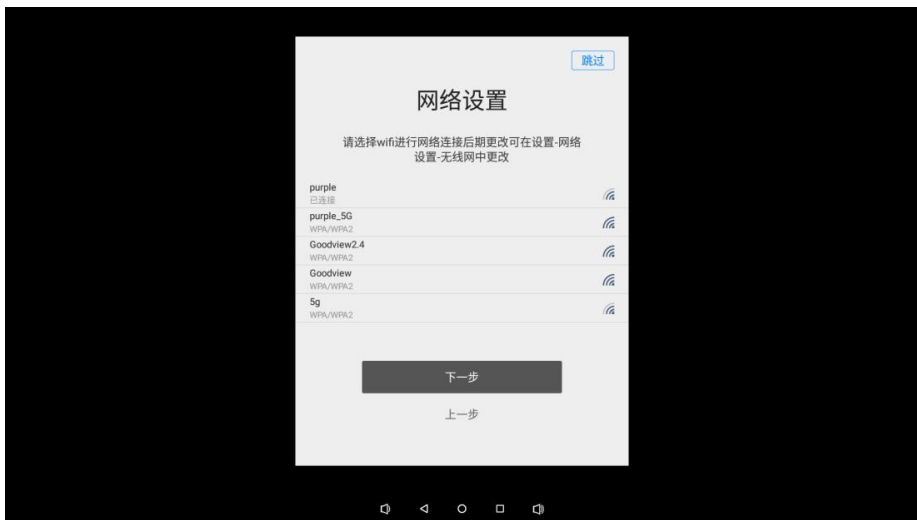 跳过
网络设置
请选择wifi进行网络连接后期更改可在设置-网络
设置-无线网中更改
purple
已连接
purple_5G
WPA/WPA2
Goodview2.4
WPA/WPA2
Goodview
WPA/WPA2
5g
WPA/WPA2
下一步
上一步